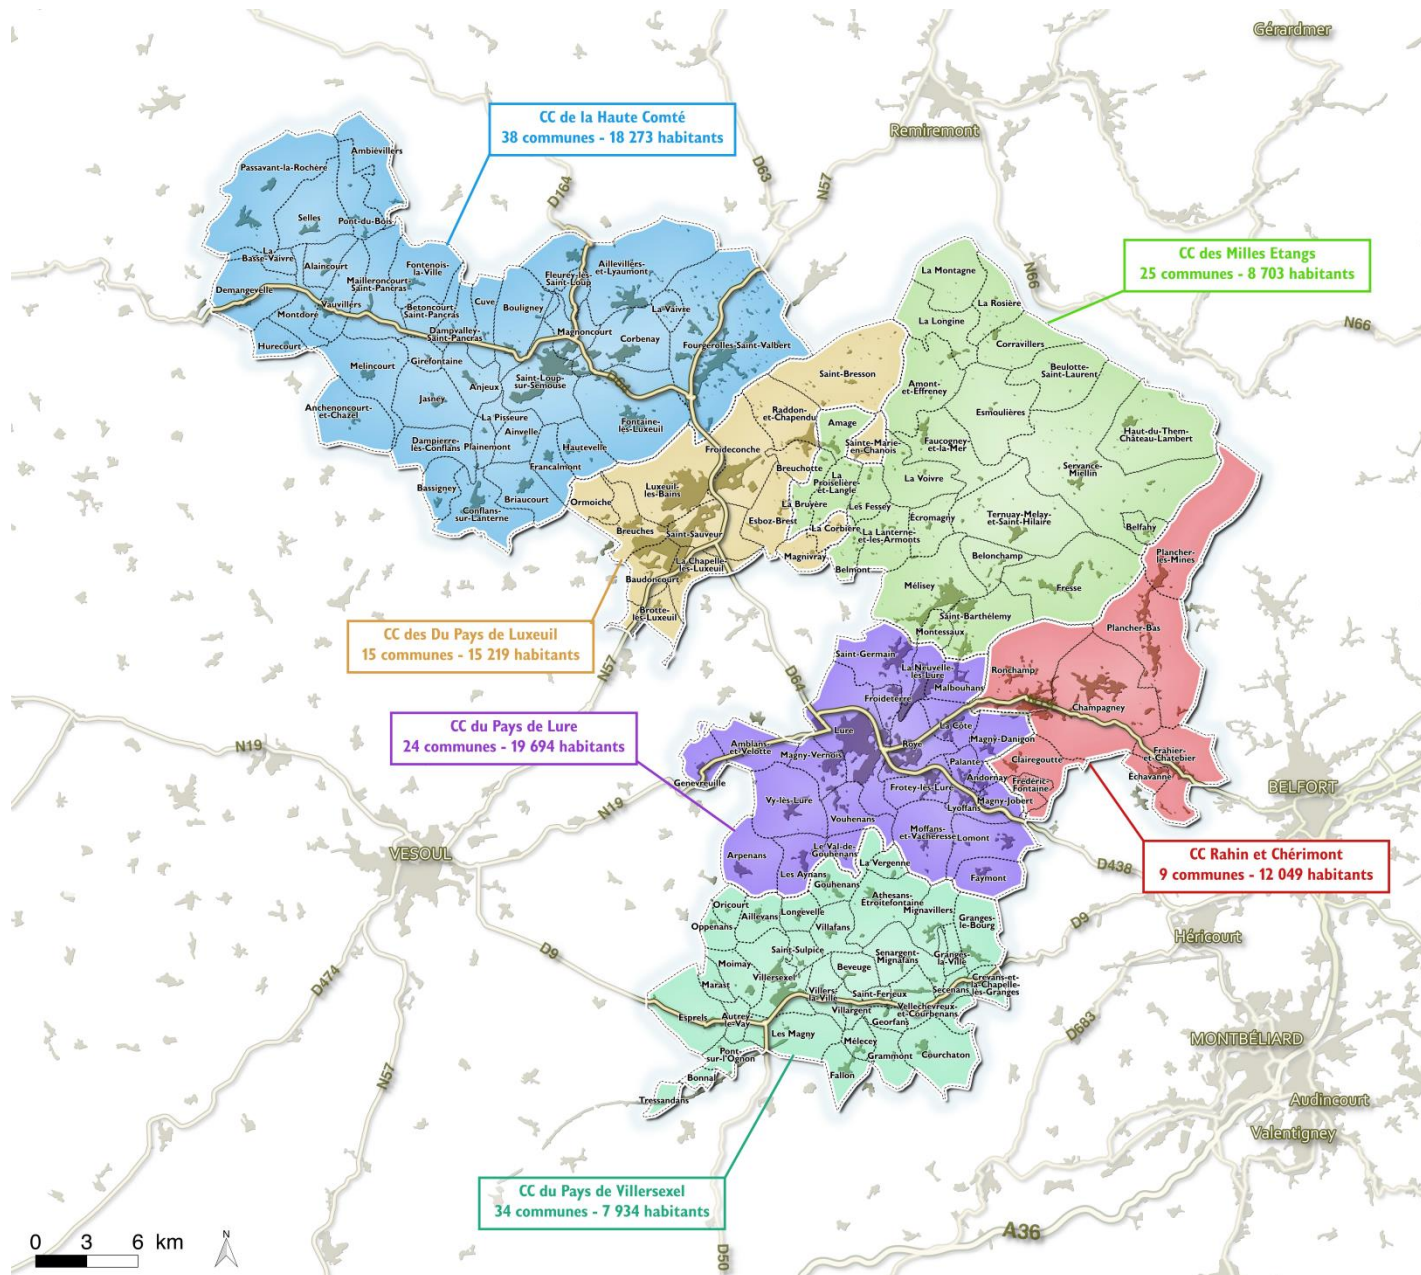 Gérardmer
Remiremont
CC de la Haute Comté
38 communes - 18 273 habitants
D63
N57
D164
CC des Milles Etangs
25 communes - 8 703 habitants
N66
N66
Ambiévillers
Passavant-la-Rochère
Selles
Pont-du-Bois
La
Basse-Vaivre
Alaincourt
Fontenois-
la-Ville
Mailleroncourt
Saint-Pancras
Demangevelle
Vauvillers
Montdoré
Betoncourt
Saint-Pancras
Cuve
Bouligney
Fleurey-lès-
Saint-Loup
Aillevillers-
et-Lyaumont
La Vaivre
Dampvalley-
Saint-Pancras
Magnoncourt
Corbenay
Fougerolles-Saint-Valbert
Hurecourt
Melincourt
Girefontaine
Anjeux
Saint-Loup-
sur-Semouse
Jasney
Anchenoncourt-
et-Chazel
La Pisseure
Ainvelle
Fontaine-
lès-Luxeuil
Dampierre-
lès-Conflans
Plainemont
Hautevelle
Francalmont
Bassigney
Briaucourt
Conflans-
sur-Lanterne
La Montagne
La Rosière
La Longine
Corravillers
Beulotte-
Saint-Laurent
Saint-Bresson
Amont-
et-Effreney
Esmoulières
Raddon-
et-Chapendu
Amage
Haut-du-Them-
Château-Lambert
Sainte-Marie-
en-Chanois
Faucogney-
et-la-Mer
Froideconche
Breuchotte
La
Proiselière-
et-Langle
La Voivre
Servance-
Miellin
Luxeuil-
les-Bains
Ormoiche
La Bruyère
Les Fessey
Ecromagny
Ternuay-Melay-
et-Saint-Hilaire
Esboz-Brest
La Corbière
Belfahy
Breuches
Saint-Sauveur
La Lanterne-
et-les-Armonts
La Chapelle-
lès-Luxeuil
Magnivray
Belmont
Belonchamp
Plancher-
les-Mines
Baudoncourt
Mélisey
Fresse
Brotte-
lès-Luxeuil
Saint-Barthélemy
Plancher-Bas
Montessaux
CC des Du Pays de Luxeuil
15 communes - 15 219 habitants
N57
D64
Saint-Germain
La Neuvelle-
lès-Lure
Ronchamp
Malbouhans
Froideterre
Champagney
CC du Pays de Lure
24 communes - 19 694 habitants
La Côte
Lure
Roye
Magny-Danigon
Amblans-
et-Velotte
Magny-Vernois
Palante
Clairegoutte
Frahier-
et-Chatebier
Genevreuille
Andornay
Frédéric-
Fontaine
Échavanne
Frotey-lès-Lure
Lyoffans
Magny-Jobert
Vy-lès-Lure
Vouhenans
Moffans-
et-Vacheresse
Lomont
Arpenans
Le Val-de-
Gouhenans
Les Aynans
La Vergenne
Faymont
N19
N19
BELFORT
VESOUL
D438
CC Rahin et Chérimont
9 communes - 12 049 habitants
Gouhenans
Oricourt
Aillevans
Longevelle
Athesans-
Etroitefontaine
Mignavillers
Granges-
le-Bourg
Oppenans
Villafans
D9
Héricourt
D9
Saint-Sulpice
Senargent-
Mignafans
Granges-
la-Ville
Moimay
Villersexel
Beveuge
Crevans-et-
la-Chapelle-
lès-Granges
Marast
Villers-
la-Ville
Saint-Ferjeux
Secenans
Villargent
Vellechevreux-
et-Courbenans
D474
Esprels
Autrey-
le-Vay
Georfans
Les Magny
D683
MONTBÉLIARD
Pont-
sur-l'Ognon
Mélecey
Grammont
Courchaton
Bonnal
Fallon
N57
Tressandans
Audincourt
Valentigney
CC du Pays de Villersexel
34 communes - 7 934 habitants
A36
D50
0 3 6 km
N